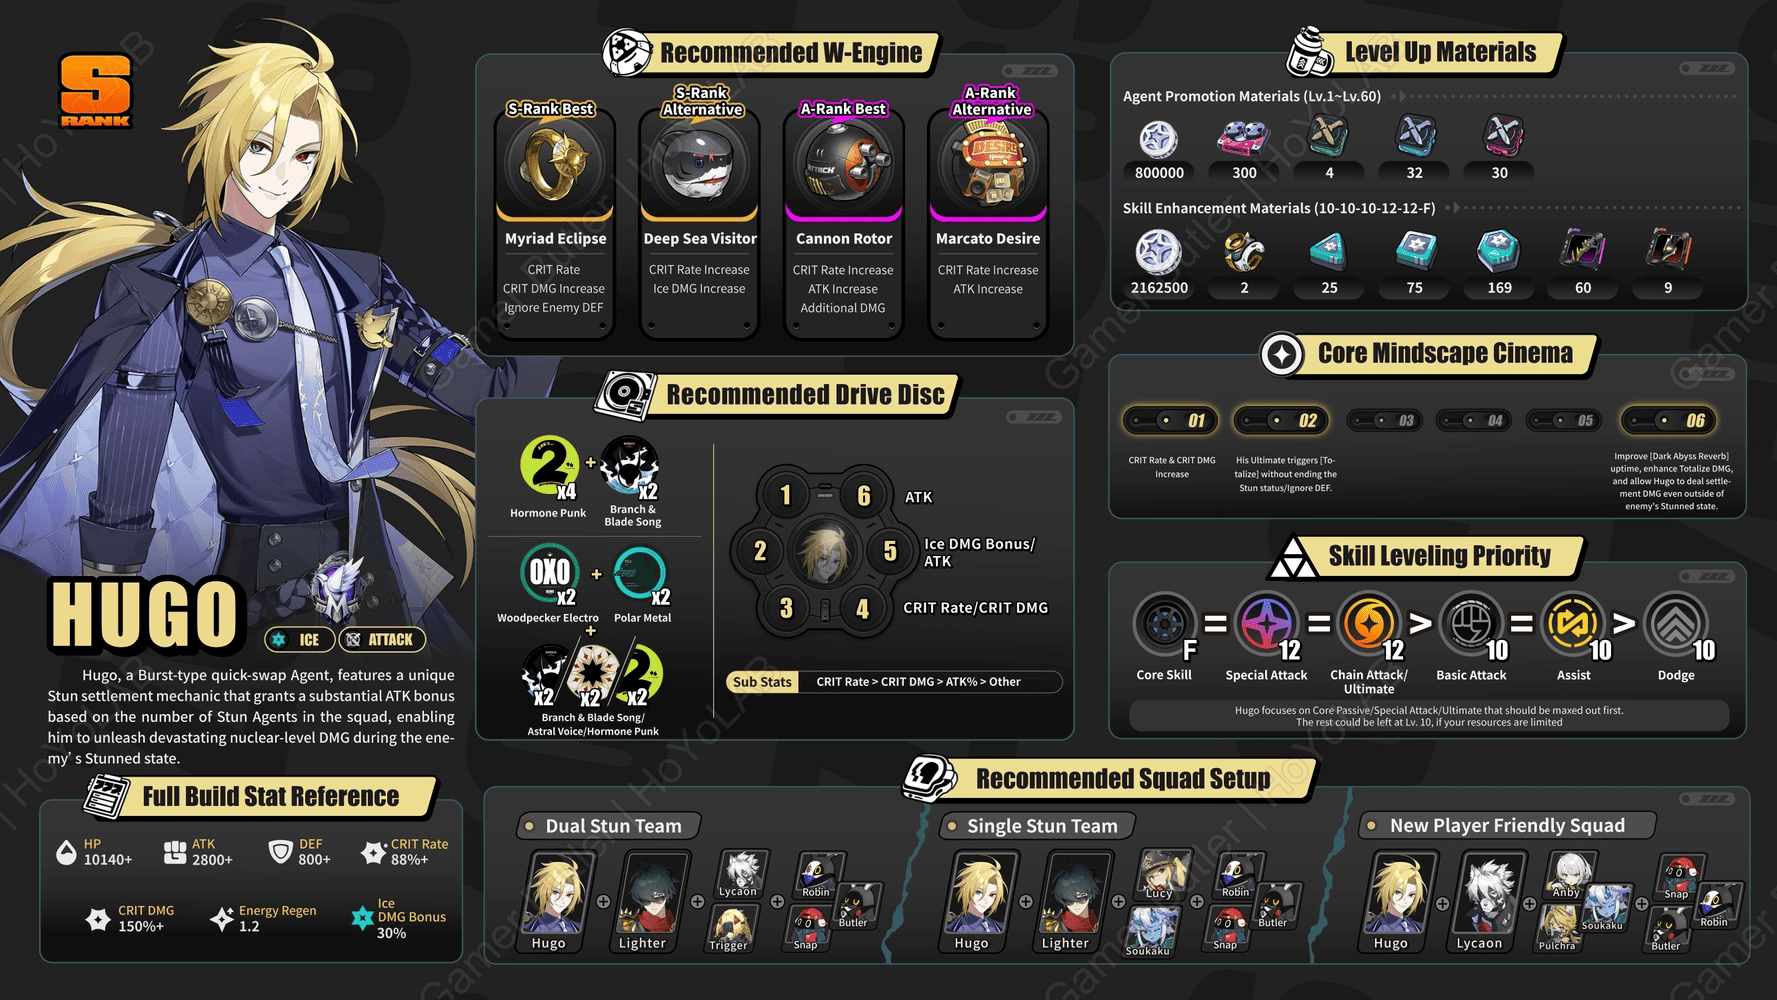 S
RANK
HUGO
ICE
ATTACK
Hugo, a Burst-type quick-swap Agent, features a unique
Stun settlement mechanic that grants a substantial ATK bonus
based on the number of Stun Agents in the squad, enabling
him to unleash devastating nuclear-level DMG during the ene-
my's Stunned state.
Full Build Stat Reference
HP
10140+
ATK
2800+
DEF
800+
CRIT Rate
88%+
CRIT DMG
150%+
Energy Regen
1.2
Ice
DMG Bonus
30%
Recommended W-Engine
S-Rank Best
Myriad Eclipse
CRIT Rate
CRIT DMG Increase
Ignore Enemy DEF
S-Rank
Alternative
Deep Sea Visitor
CRIT Rate Increase
Ice DMG Increase
A-Rank Best
Cannon Rotor
CRIT Rate Increase
ATK Increase
Additional DMG
A-Rank
Alternative
DESIRE
Marcato Desire
CRIT Rate Increase
ATK Increase
Recommended Drive Disc
x4
+
x2
Hormone Punk
Branch &
Blade Song
OXO
x2
+
x2
Woodpecker Electro
Polar Metal
+
x2
x2
x2
Branch & Blade Song/
Astral Voice/Hormone Punk
1
6
ATK
2
5
Ice DMG Bonus/
ATK
3
4
CRIT Rate/CRIT DMG
Sub Stats
CRIT Rate > CRIT DMG > ATK% > Other
Level Up Materials
Agent Promotion Materials (Lv.1~Lv.60)
800000
300
4
32
30
Skill Enhancement Materials (10-10-10-12-12-F)
2162500
2
25
75
169
60
9
Core Mindscape Cinema
01
02
03
04
05
06
CRIT Rate & CRIT DMG
Increase
His Ultimate triggers [To-
talize] without ending the
Stun status/Ignore DEF.
Improve [Dark Abyss Reverb]
uptime, enhance Totalize DMG,
and allow Hugo to deal settle-
ment DMG even outside of
enemy's Stunned state.
Skill Leveling Priority
F = 12 = 12 > 10 = 10 > 10
Core Skill
Special Attack
Chain Attack/
Ultimate
Basic Attack
Assist
Dodge
Hugo focuses on Core Passive/Special Attack/Ultimate that should be maxed out first.
The rest could be left at Lv. 10, if your resources are limited
Recommended Squad Setup
Dual Stun Team
Hugo
Lighter
Lycaon
Trigger
Robin
Snap
Butler
Single Stun Team
Hugo
Lighter
Lucy
Soukaku
Robin
Snap
Butler
New Player Friendly Squad
Hugo
Lycaon
Anby
Pulchra
Soukaku
Snap
Butler
Robin
Gamer Butler | HoYoLAB